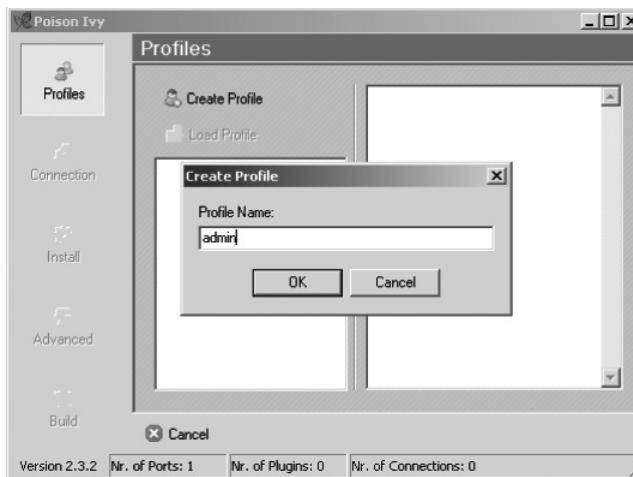 Poison Ivy
Profiles
Profiles
Create Profile
Load Profile
Connection
Install
Advanced
Build
Create Profile
Profile Name:
admin
OK
Cancel
Cancel
Version 2.3.2
Nr. of Ports: 1
Nr. of Plugins: 0
Nr. of Connections: 0